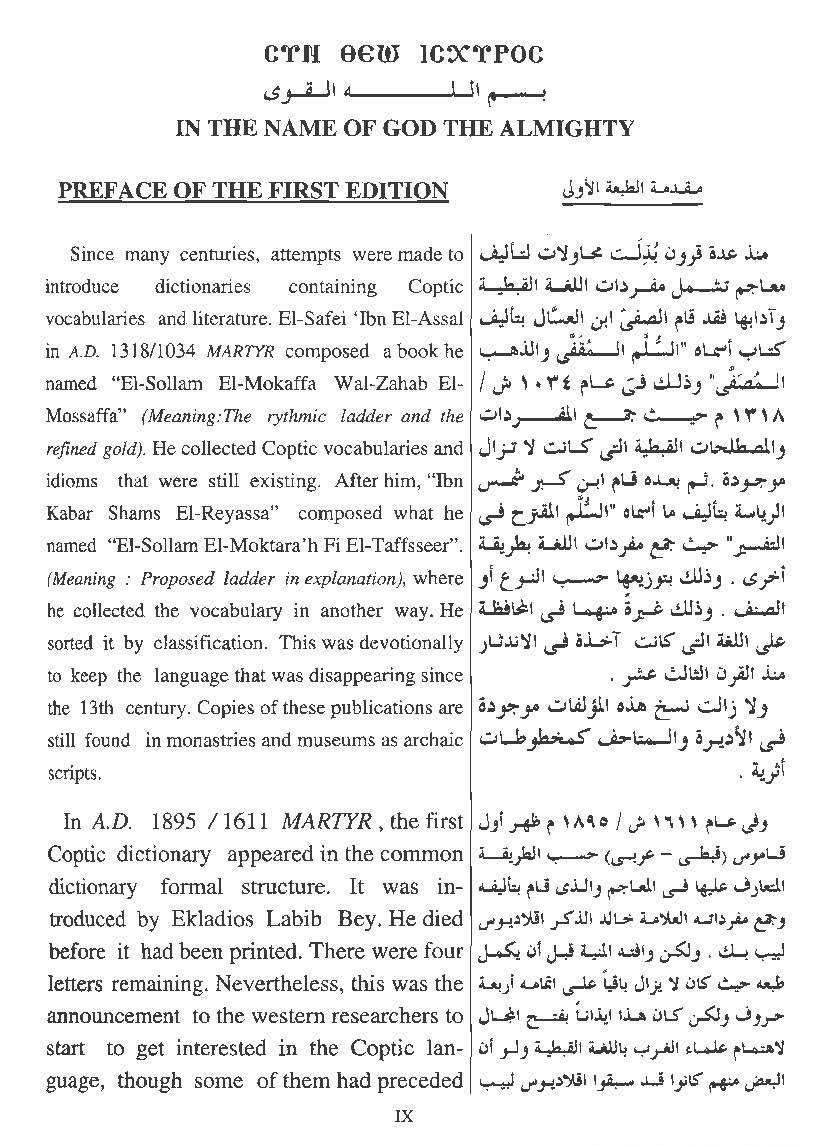 ⲤⲨⲚ ⲐⲈⲰ ⲒⲤⲬⲨⲢⲞⲤ
بسم الله القوى
IN THE NAME OF GOD THE ALMIGHTY
PREFACE OF THE FIRST EDITION
مقدمة الطبعة الأولى
Since many centuries, attempts were made to
introduce dictionaries containing Coptic
vocabularies and literature. El-Safei ‘Ibn El-Assal
in A.D. 1318/1034 MARTYR composed a book he
named “El-Sollam El-Mokaffa Wal-Zahab El-
Mossaffa” (Meaning:The rythmic ladder and the
refined gold). He collected Coptic vocabularies and
idioms that were still existing. After him, “Ibn
Kabar Shams El-Reyassa” composed what he
named “El-Sollam El-Moktara’h Fi El-Taffsseer”.
(Meaning : Proposed ladder in explanation), where
he collected the vocabulary in another way. He
sorted it by classification. This was devotionally
to keep the language that was disappearing since
the 13th century. Copies of these publications are
still found in monastries and museums as archaic
scripts.
In A.D. 1895 /1611 MARTYR , the first
Coptic dictionary appeared in the common
dictionary formal structure. It was in-
troduced by Ekladios Labib Bey. He died
before it had been printed. There were four
letters remaining. Nevertheless, this was the
announcement to the western researchers to
start to get interested in the Coptic lan-
guage, though some of them had preceded
منذ عدة قرون بُذِلَت محاولات لتأليف
معاجم تشمل مفردات اللغة القبطية
وآدابها فقد قام الصفىّ ابن العسّال بتأليف
كتاب أسماه "السُلَّم المُقَفَّى والذهب
المُصَفَّى" وذلك فى عام ١٠٣٤ ش /
١٣١٨ م حيث جمع المفردات
والمصطلحات القبطية التى كانت لا تزال
موجودة . ثم بعده قام ابن كبر شمس
الرياسة بتأليف ما أسماه "السُلَّم المقترح فى
التفسير" حيث جمع مفردات اللغة بطريقة
أخرى . وذلك بتوزيعها حسب النوع أو
الصنف . وذلك غيرةً منهما فى المحافظة
على اللغة التى كانت آخذة فى الاندثار
منذ القرن الثالث عشر .
ولا زالت نسخ هذه المؤلفات موجودة
فى الأديرة والمتاحف كمخطوطات
أثرية .
وفى عام ١٦١١ ش / ١٨٩٥ م ظهر أول
قاموس (قبطى – عربى) حسب الطريقة
المتعارف عليها فى المعاجم والذى قام بتأليفه
وجمع مفرداته العلامة خالد الذكر اقلاديوس
لبيب بك . ولكن وافته المنية قبل أن يكمل
طبعه حيث كان لا يزال باقياً على إتمامه أربعة
حروف ولكن كان هذا إيذاناً بفتح المجال
لاهتمام علماء الغرب باللغة القبطية ولو أن
البعض منهم كانوا قد سبقوا اقلاديوس لبيب
IX